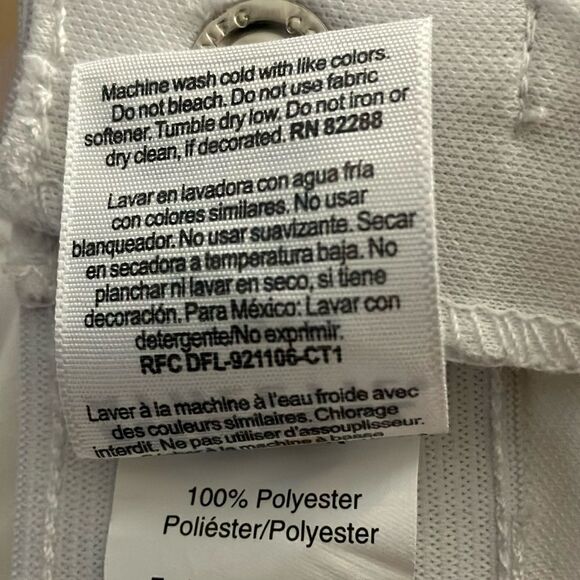 Machine wash cold with like colors.
Do not bleach. Do not use fabric
softener. Tumble dry low. Do not iron or
dry clean, if decorated. RN 82288
Lavar en lavadora con agua fría
con colores similares. No usar
blanqueador. No usar suavizante. Secar
en secadora a temperatura baja. No
planchar ni lavar en seco, si tiene
decoración. Para México: Lavar con
detergente/No exprimir.
RFC DFL-921106-CT1
Laver à la machine à l'eau froide avec
des couleurs similaires. Chlorage
interdit. Ne pas utiliser d'assouplisseur.
100% Polyester
Poliéster/Polyester